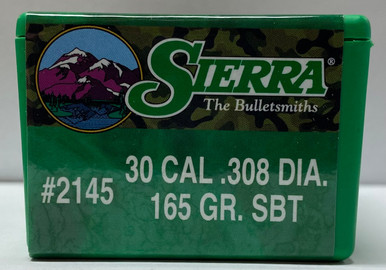 SIERRA®
The Bulletsmiths
#2145
30 CAL .308 DIA.
165 GR. SBT